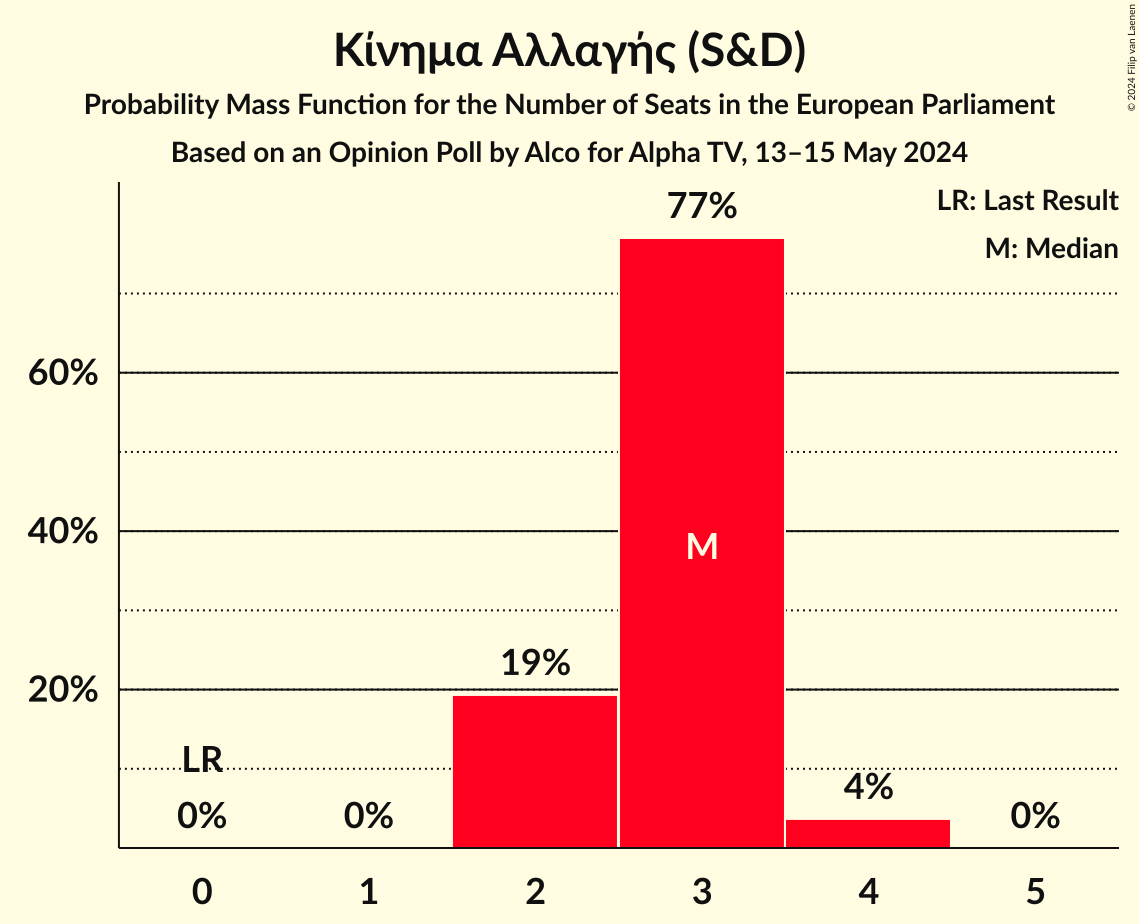 Κίνημα Αλλαγής (S&D)
Probability Mass Function for the Number of Seats in the European Parliament
Based on an Opinion Poll by Alco for Alpha TV, 13–15 May 2024
© 2024 Filip van Laenen
LR: Last Result
M: Median
77%
60%
40%
M
19%
20%
LR
4%
0%
0%
0%
0
1
2
3
4
5